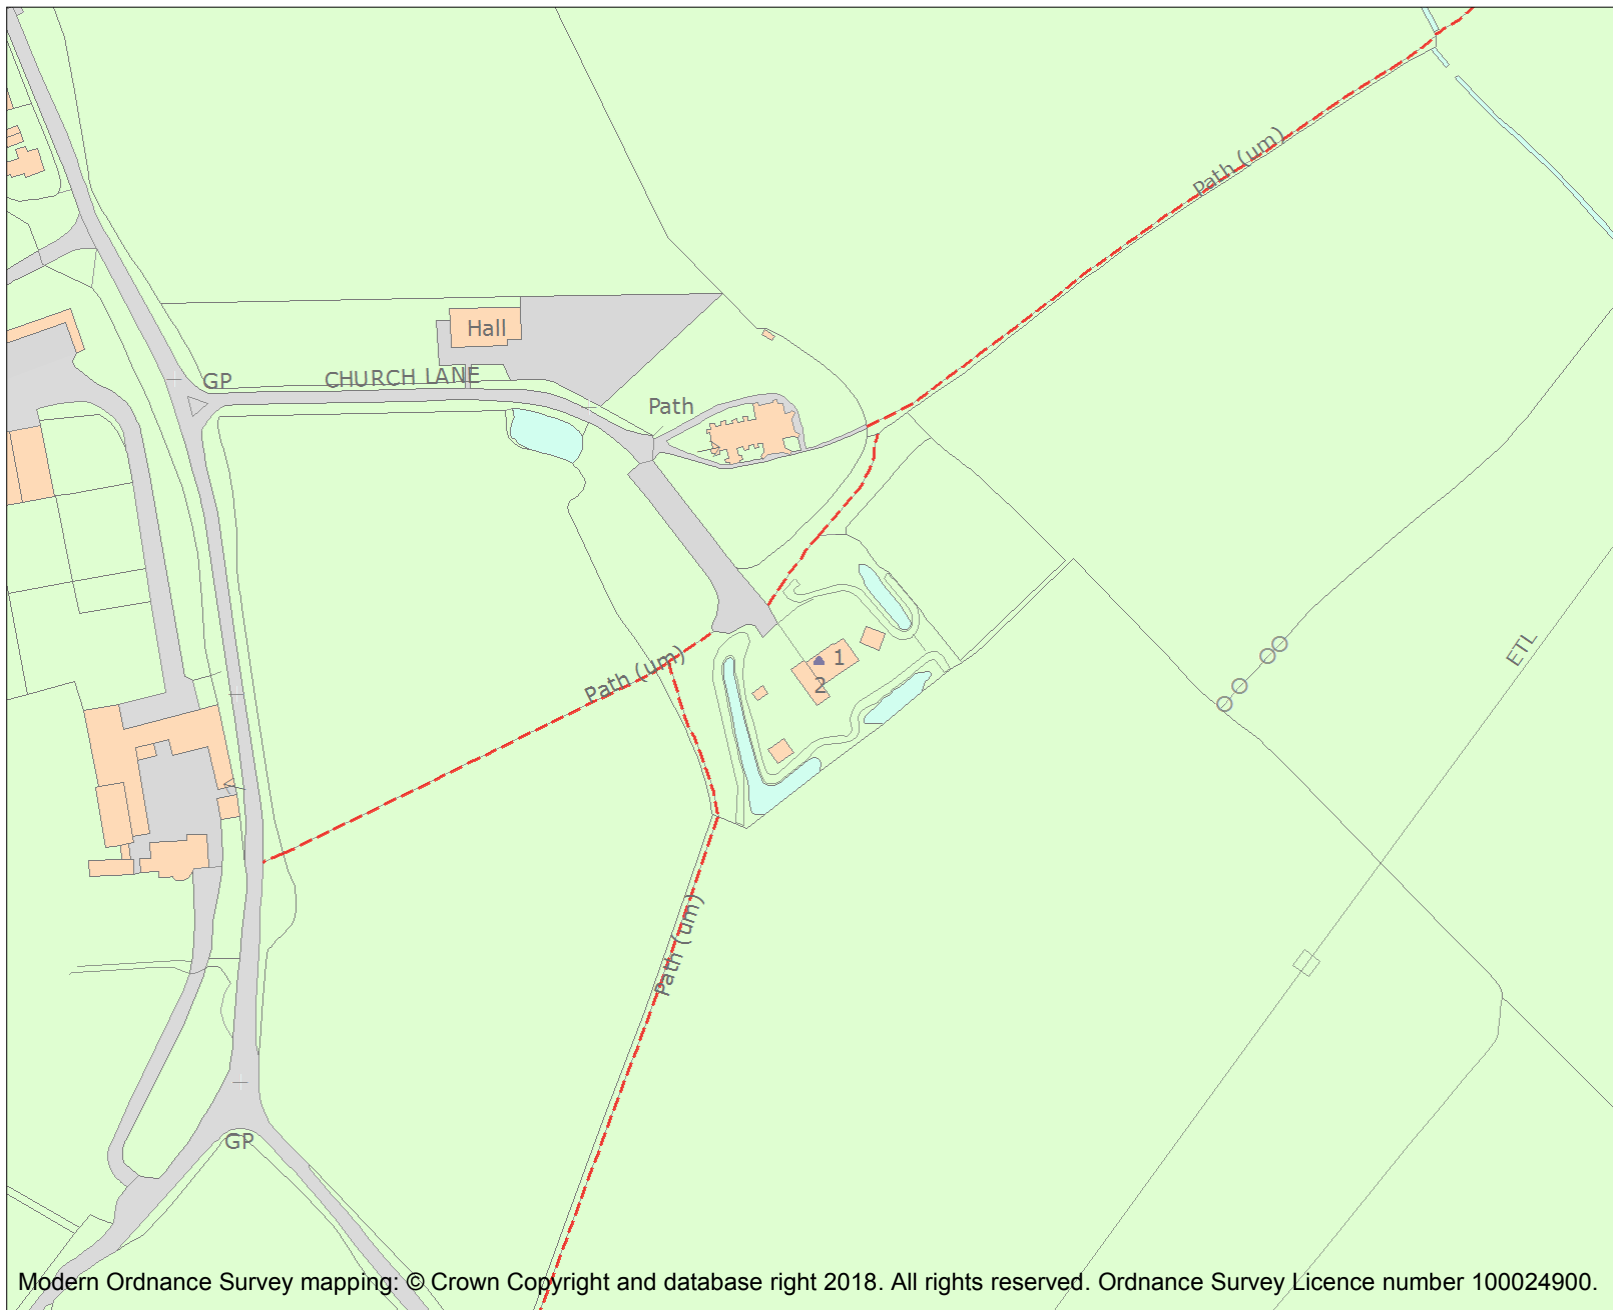 Path (um)
Hall
GP
CHURCH LANE
Path
ETL
Path (um)
1
2
Path (um)
GP
Modern Ordnance Survey mapping: © Crown Copyright and database right 2018. All rights reserved. Ordnance Survey Licence number 100024900.